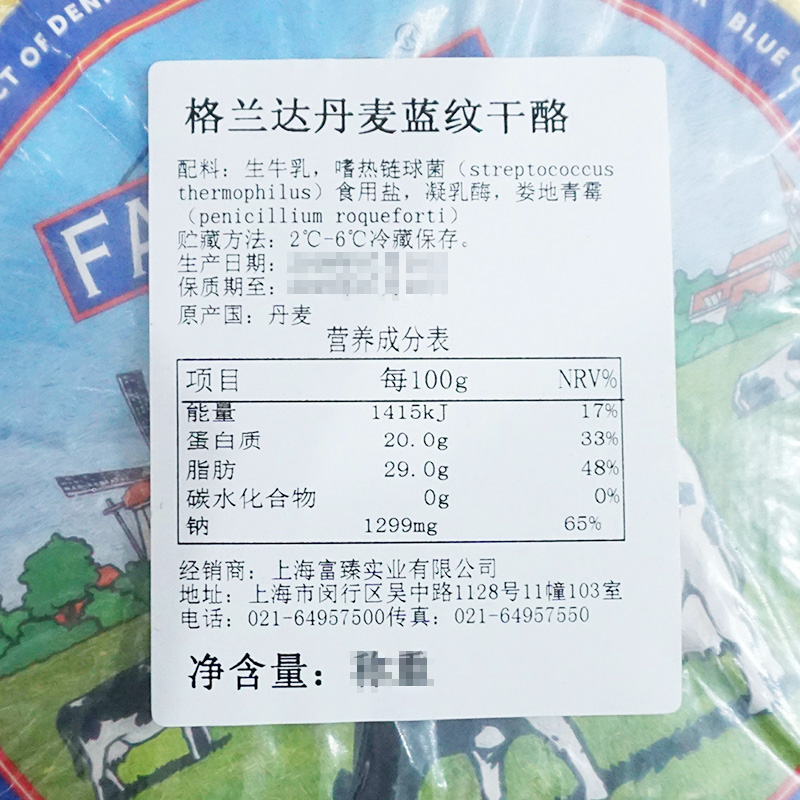 CT OF DEN
BLUE
FA
格兰达丹麦蓝纹干酪
配料：生牛乳，嗜热链球菌（streptococcus
thermophilus）食用盐，凝乳酶，娄地青霉
（penicillium roqueforti）
贮藏方法：2℃-6℃冷藏保存。
生产日期：
保质期至：
原产国：丹麦
营养成分表
项目 每100g NRV%
能量 1415kJ 17%
蛋白质 20.0g 33%
脂肪 29.0g 48%
碳水化合物 0g 0%
钠 1299mg 65%
经销商：上海富臻实业有限公司
地址：上海市闵行区吴中路1128号11幢103室
电话：021-64957500传真：021-64957550
净含量：